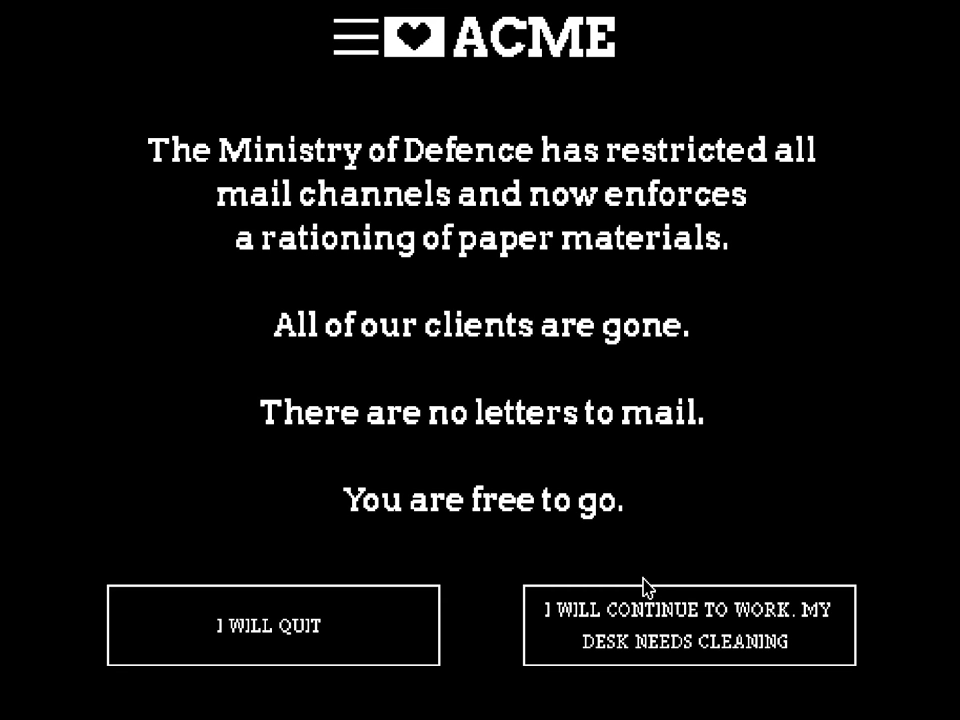 ACME
The Ministry of Defence has restricted all
mail channels and now enforces
a rationing of paper materials.
All of our clients are gone.
There are no letters to mail.
You are free to go.
I WILL QUIT
I WILL CONTINUE TO WORK. MY
DESK NEEDS CLEANING